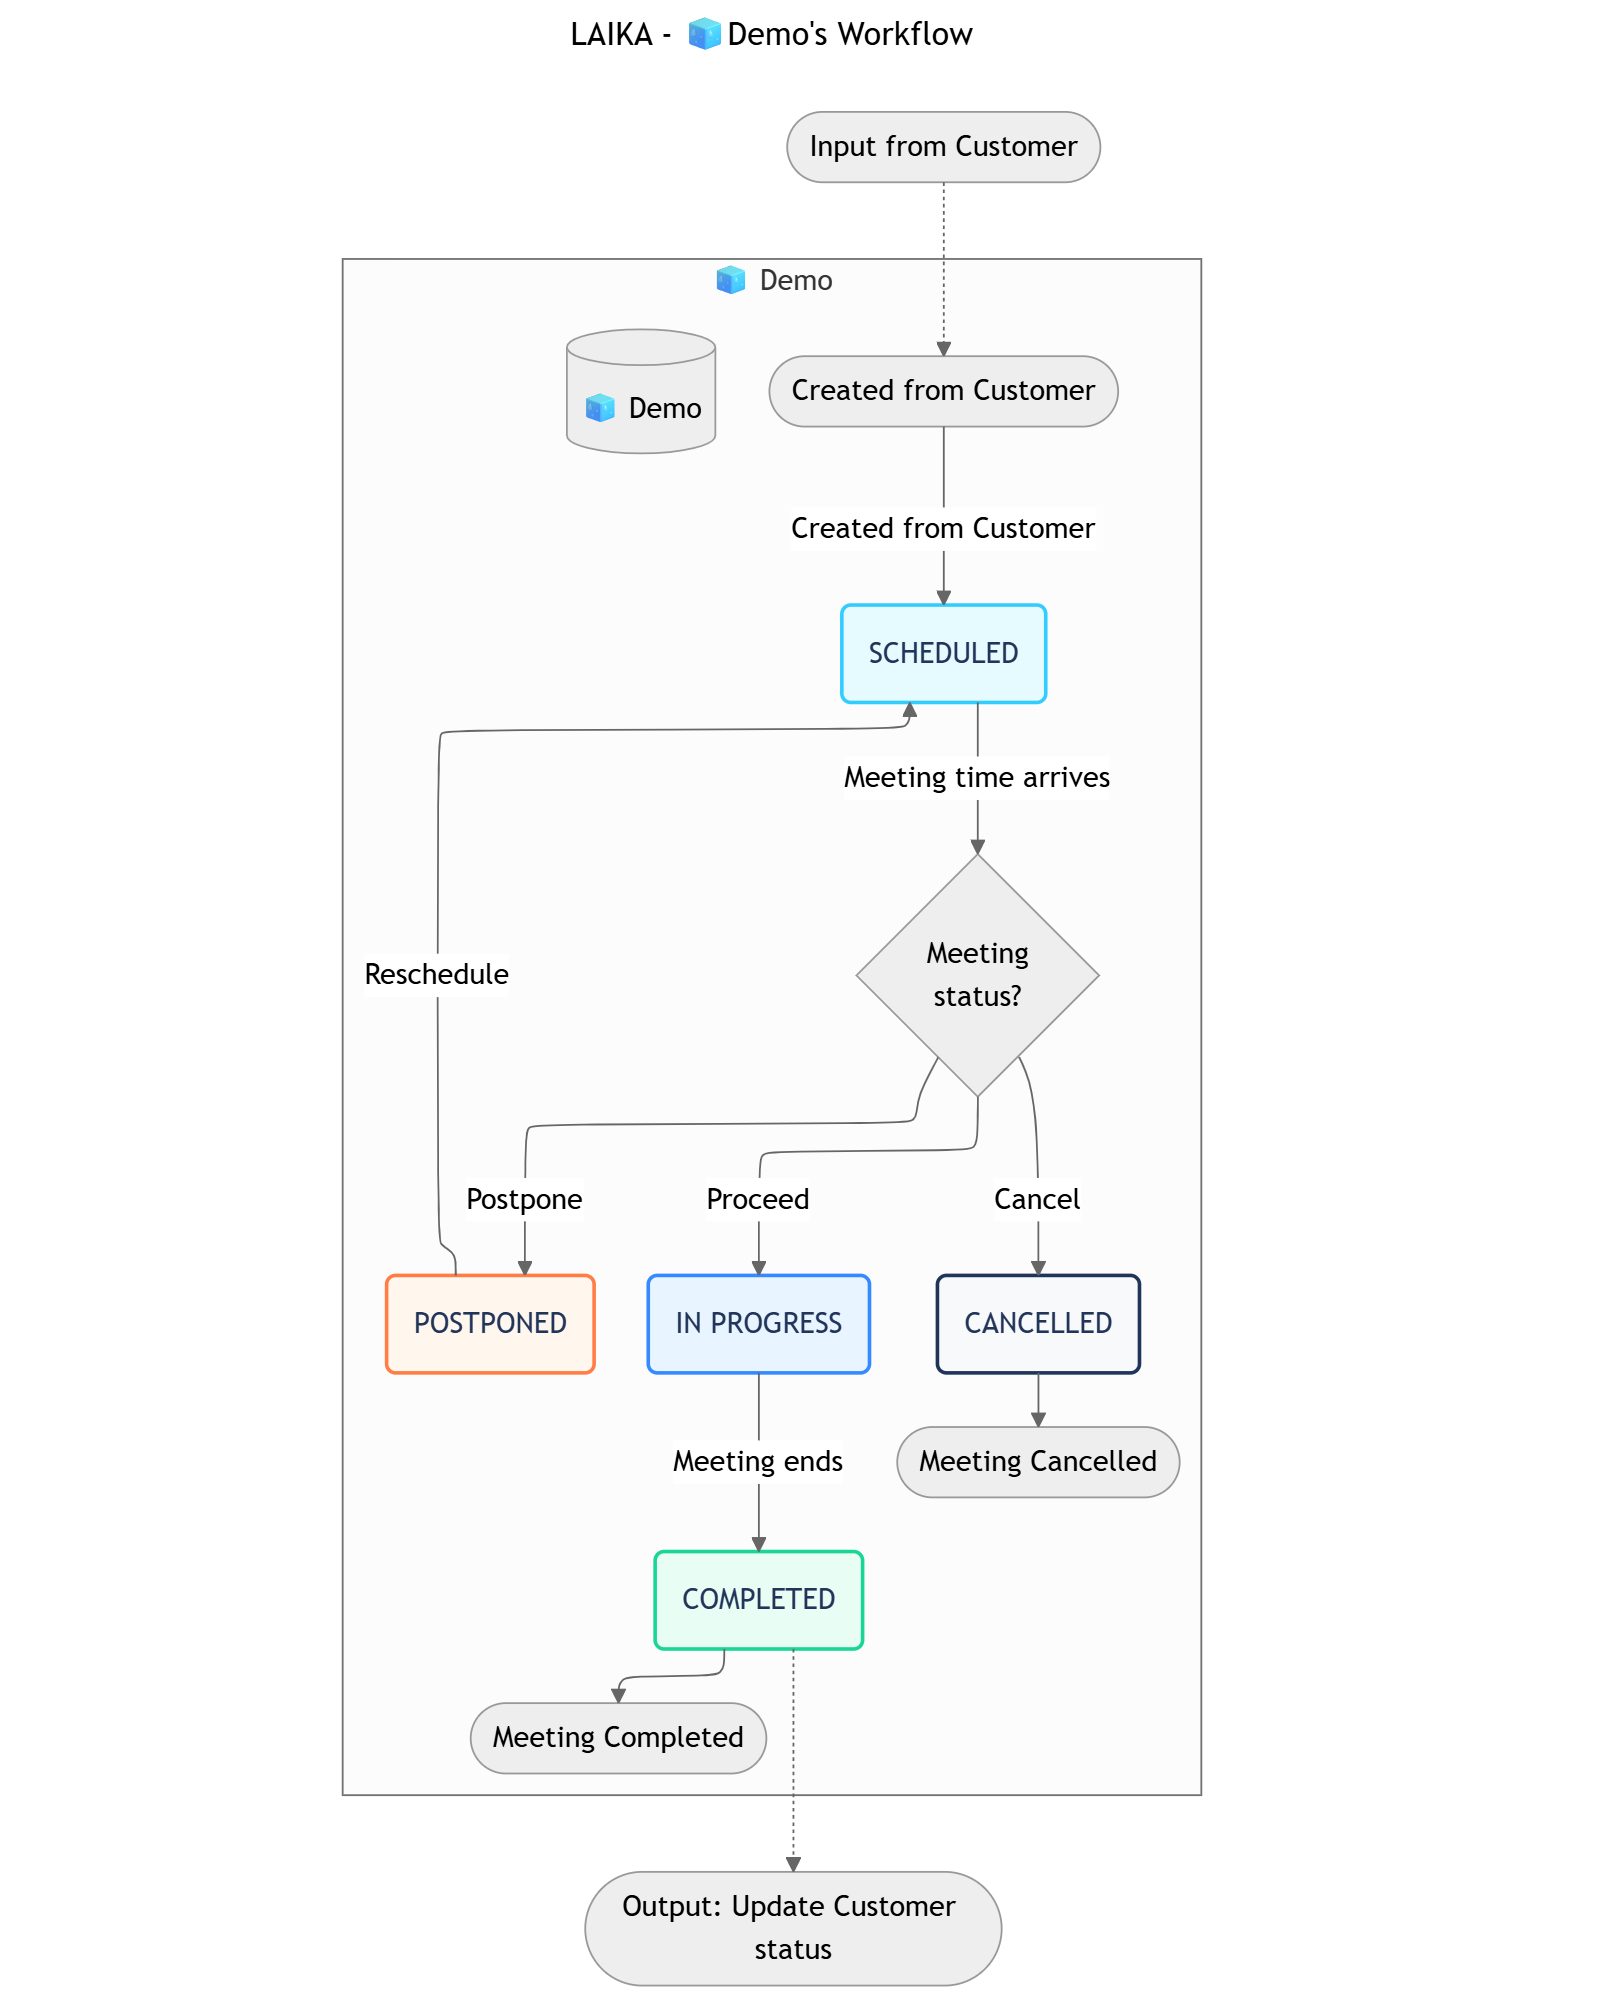 LAIKA - Demo's Workflow
Input from Customer
Demo
Demo
Created from Customer
Created from Customer
SCHEDULED
Meeting time arrives
Meeting
status?
Reschedule
Postpone
Proceed
Cancel
POSTPONED
IN PROGRESS
CANCELLED
Meeting ends
Meeting Cancelled
COMPLETED
Meeting Completed
Output: Update Customer
status